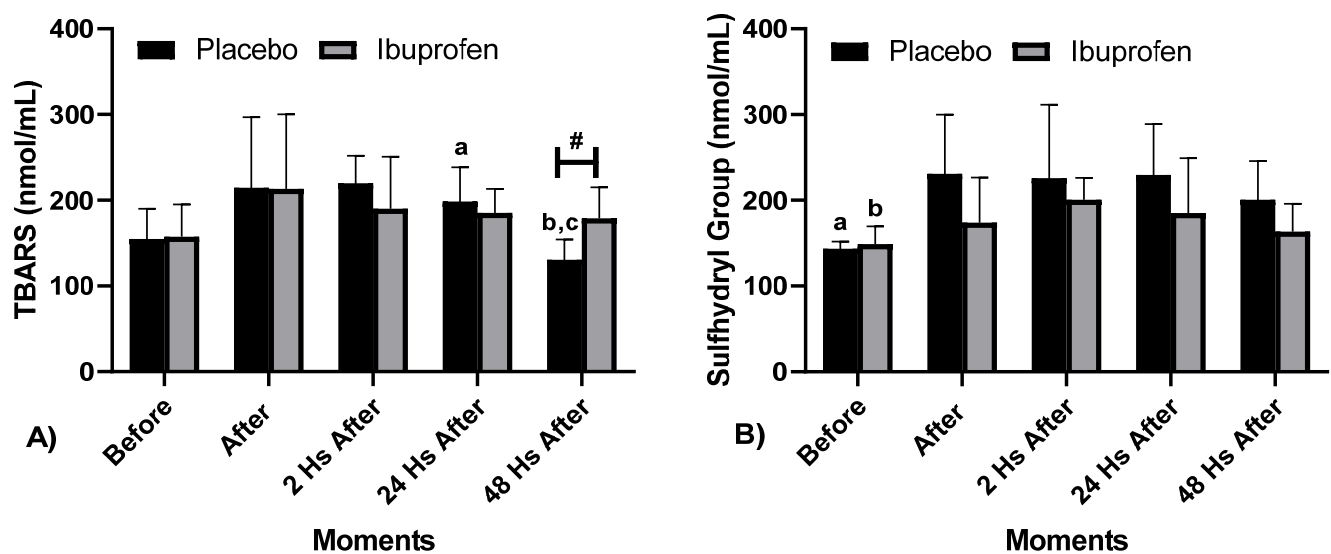 Placebo Ibuprofen
TBARS (nmol/mL)
400
300
200
100
0
a
#
b,c
Before
After
2 Hs After
24 Hs After
48 Hs After
A)
Moments
Placebo Ibuprofen
Sulfhydryl Group (nmol/mL)
400
300
200
100
0
a
b
Before
After
2 Hs After
24 Hs After
48 Hs After
B)
Moments